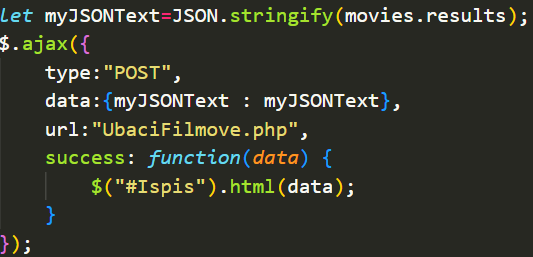 let myJSONText=JSON.stringify(movies.results);
$.ajax({
    type:"POST",
    data:{myJSONText : myJSONText},
    url:"UbaciFilmove.php",
    success: function(data) {
        $("#Ispis").html(data);
    }
});